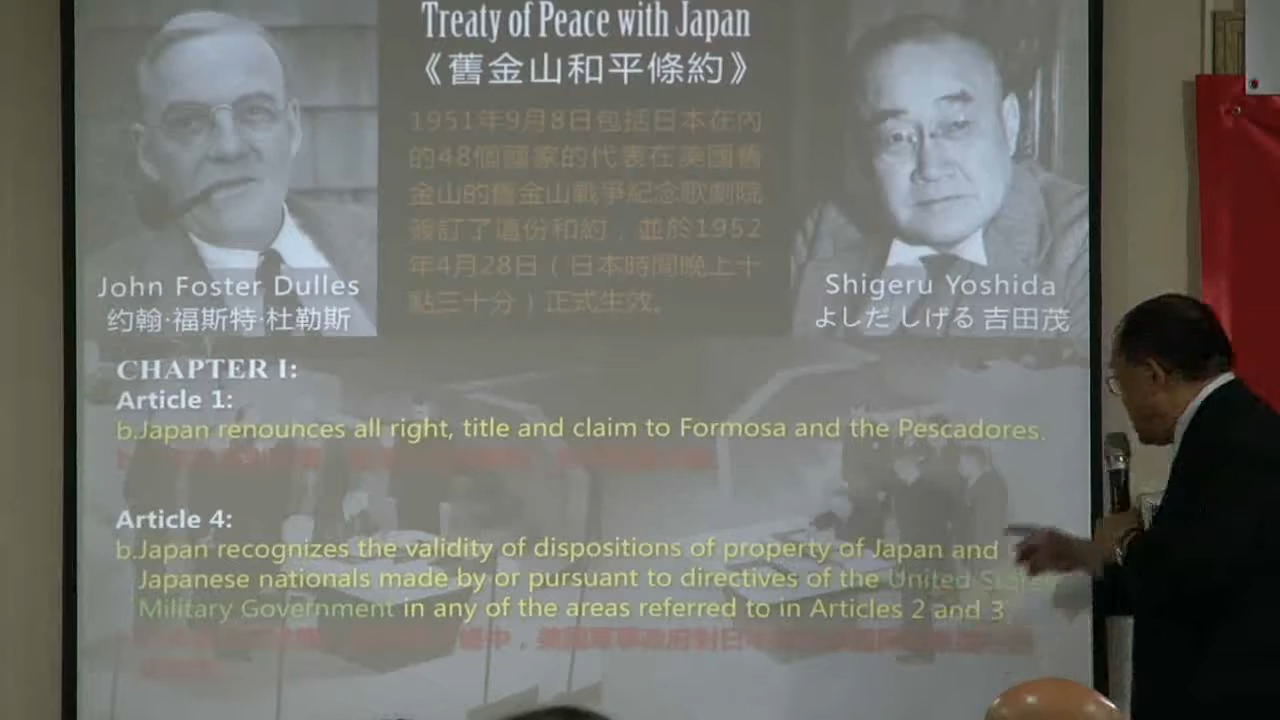 Treaty of Peace with Japan
《舊金山和平條約》
1951年9月8日包括日本在內
的48個國家的代表在美國舊
金山的舊金山戰爭紀念歌劇院
簽訂了這份和約，並於1952
年4月28日（日本時間晚上十
點三十分）正式生效。
John Foster Dulles
约翰·福斯特·杜勒斯
Shigeru Yoshida
よしだ しげる 吉田茂
CHAPTER I:
Article 1:
b.Japan renounces all right, title and claim to Formosa and the Pescadores.
Article 4:
b.Japan recognizes the validity of dispositions of property of Japan and
Japanese nationals made by or pursuant to directives of the United States
Military Government in any of the areas referred to in Articles 2 and 3